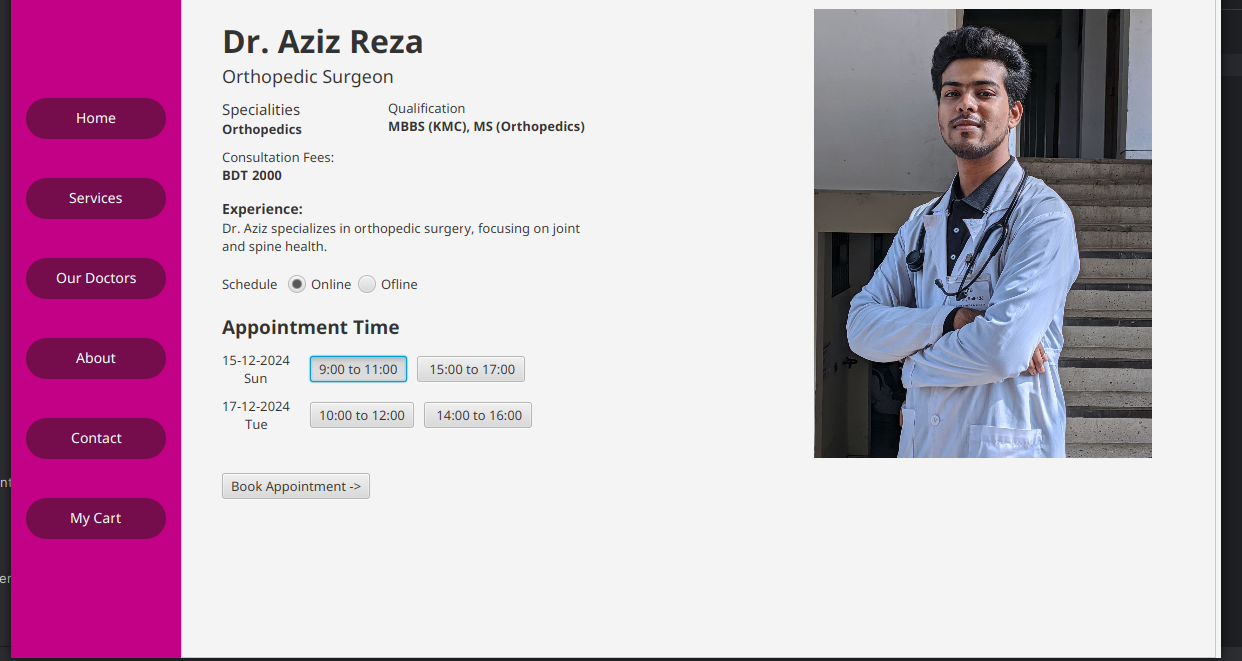 Home
Services
Our Doctors
About
Contact
My Cart
Dr. Aziz Reza
Orthopedic Surgeon
Specialities
Orthopedics
Qualification
MBBS (KMC), MS (Orthopedics)
Consultation Fees:
BDT 2000
Experience:
Dr. Aziz specializes in orthopedic surgery, focusing on joint
and spine health.
Schedule Online Ofline
Appointment Time
15-12-2024
Sun
9:00 to 11:00 15:00 to 17:00
17-12-2024
Tue
10:00 to 12:00 14:00 to 16:00
Book Appointment ->